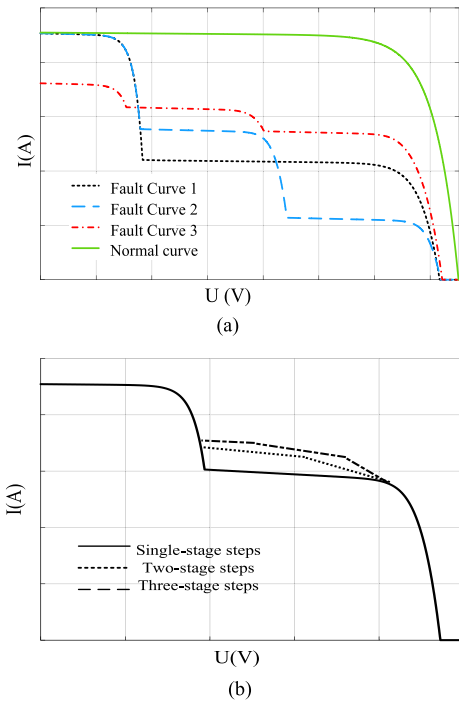 I(A)
Fault Curve 1
Fault Curve 2
Fault Curve 3
Normal curve
U (V)
(a)
I(A)
Single-stage steps
Two-stage steps
Three-stage steps
U(V)
(b)